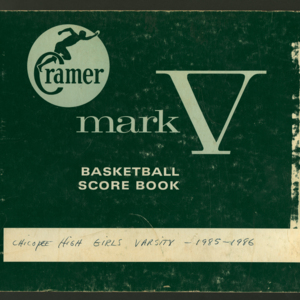 Cramer
mark V
BASKETBALL
SCORE BOOK
CHICOPEE HIGH GIRLS VARSITY - 1985-1986